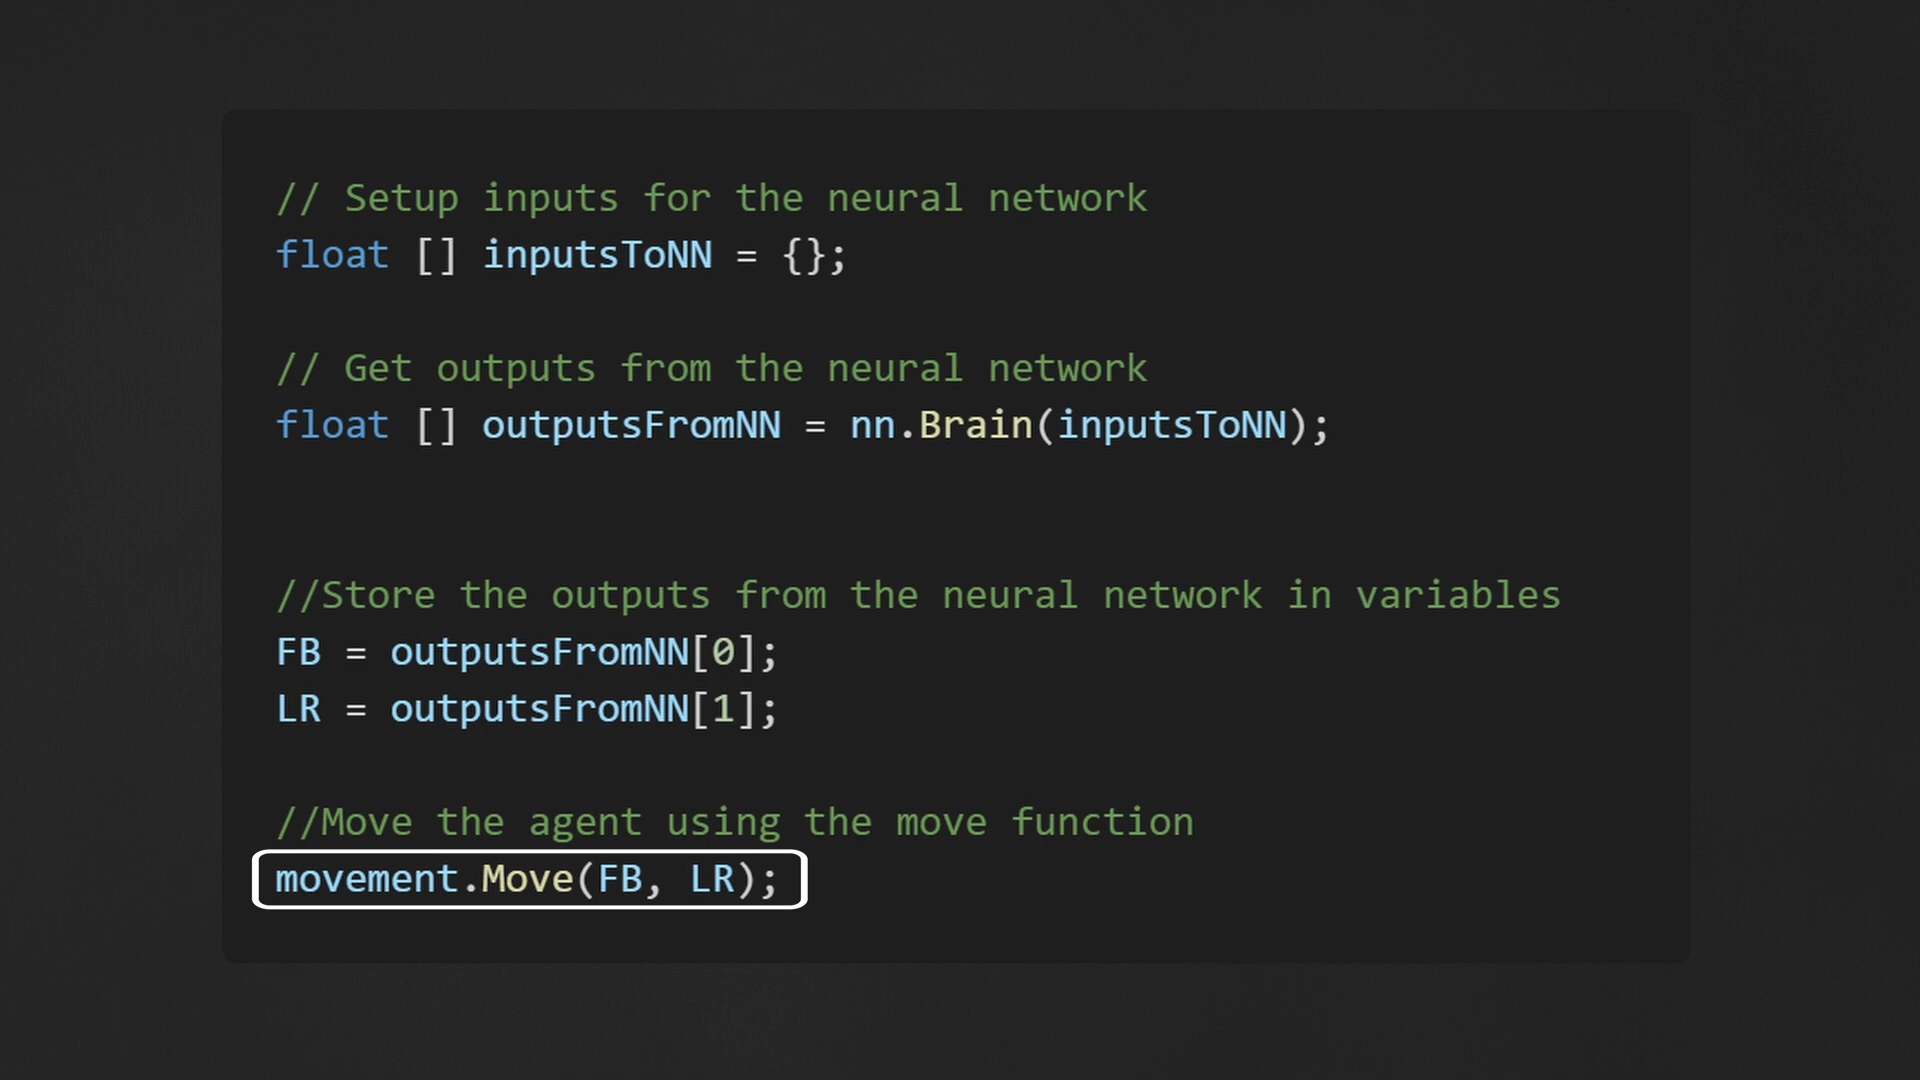 // Setup inputs for the neural network
float [] inputsToNN = {};
// Get outputs from the neural network
float [] outputsFromNN = nn.Brain(inputsToNN);
//Store the outputs from the neural network in variables
FB = outputsFromNN[0];
LR = outputsFromNN[1];
//Move the agent using the move function
movement.Move(FB, LR);